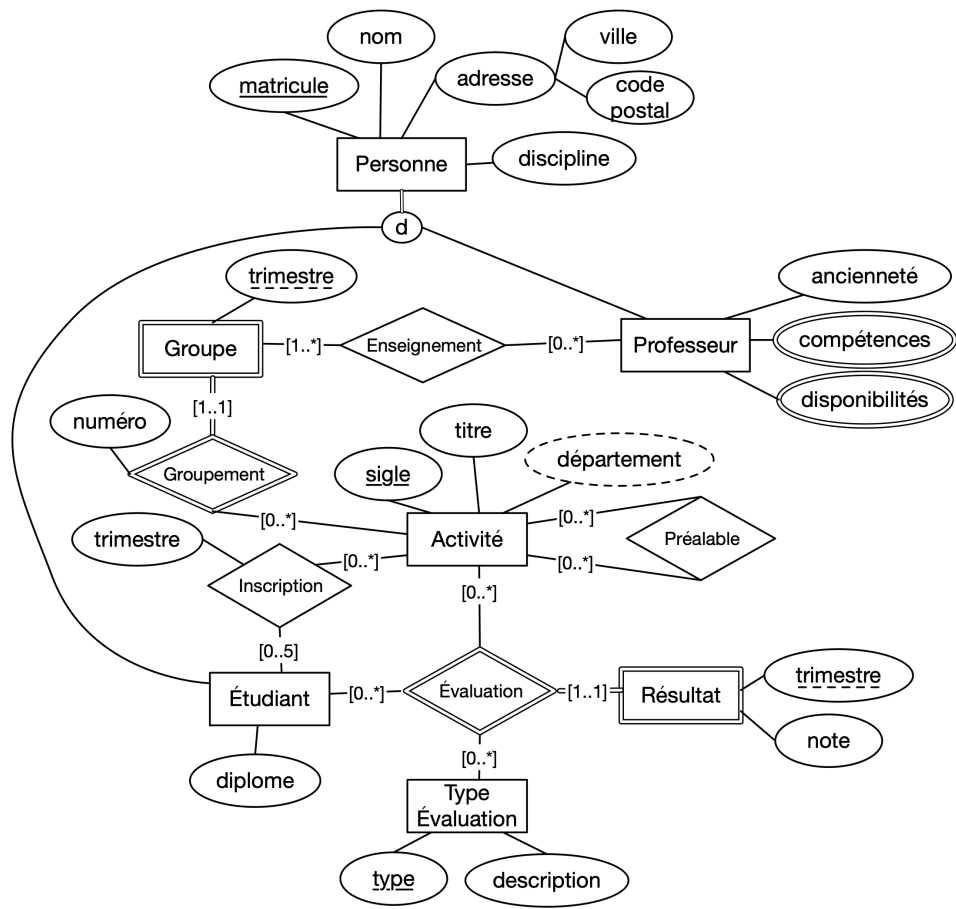 nom
ville
matricule
adresse
code
postal
Personne
discipline
d
trimestre
ancienneté
Groupe
[1..*]
Enseignement
[0..*]
Professeur
compétences
disponibilités
[1..1]
numéro
titre
Groupement
sigle
département
[0..*]
[0..*]
trimestre
Activité
Préalable
[0..*]
[0..*]
Inscription
[0..*]
[0..5]
Étudiant
[0..*]
Évaluation
[1..1]
Résultat
trimestre
note
[0..*]
diplome
Type
Évaluation
type
description